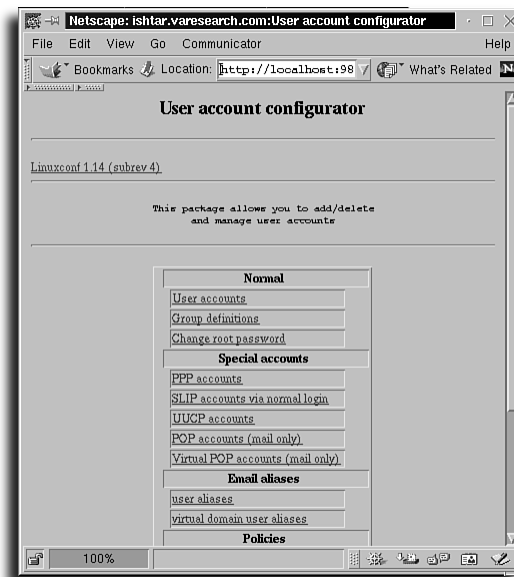 Netscape: ishtar.varesearch.com:User account configurator
File Edit View Go Communicator Help
Bookmarks Location: http://localhost:98 What's Related N
User account configurator
Linuxconf 1.14 (subrev 4)
This package allows you to add/delete
and manage user accounts
Normal
User accounts
Group definitions
Change root password
Special accounts
PPP accounts
SLIP accounts via normal login
UUCP accounts
POP accounts (mail only)
Virtual POP accounts (mail only)
Email aliases
user aliases
virtual domain user aliases
Policies
100%